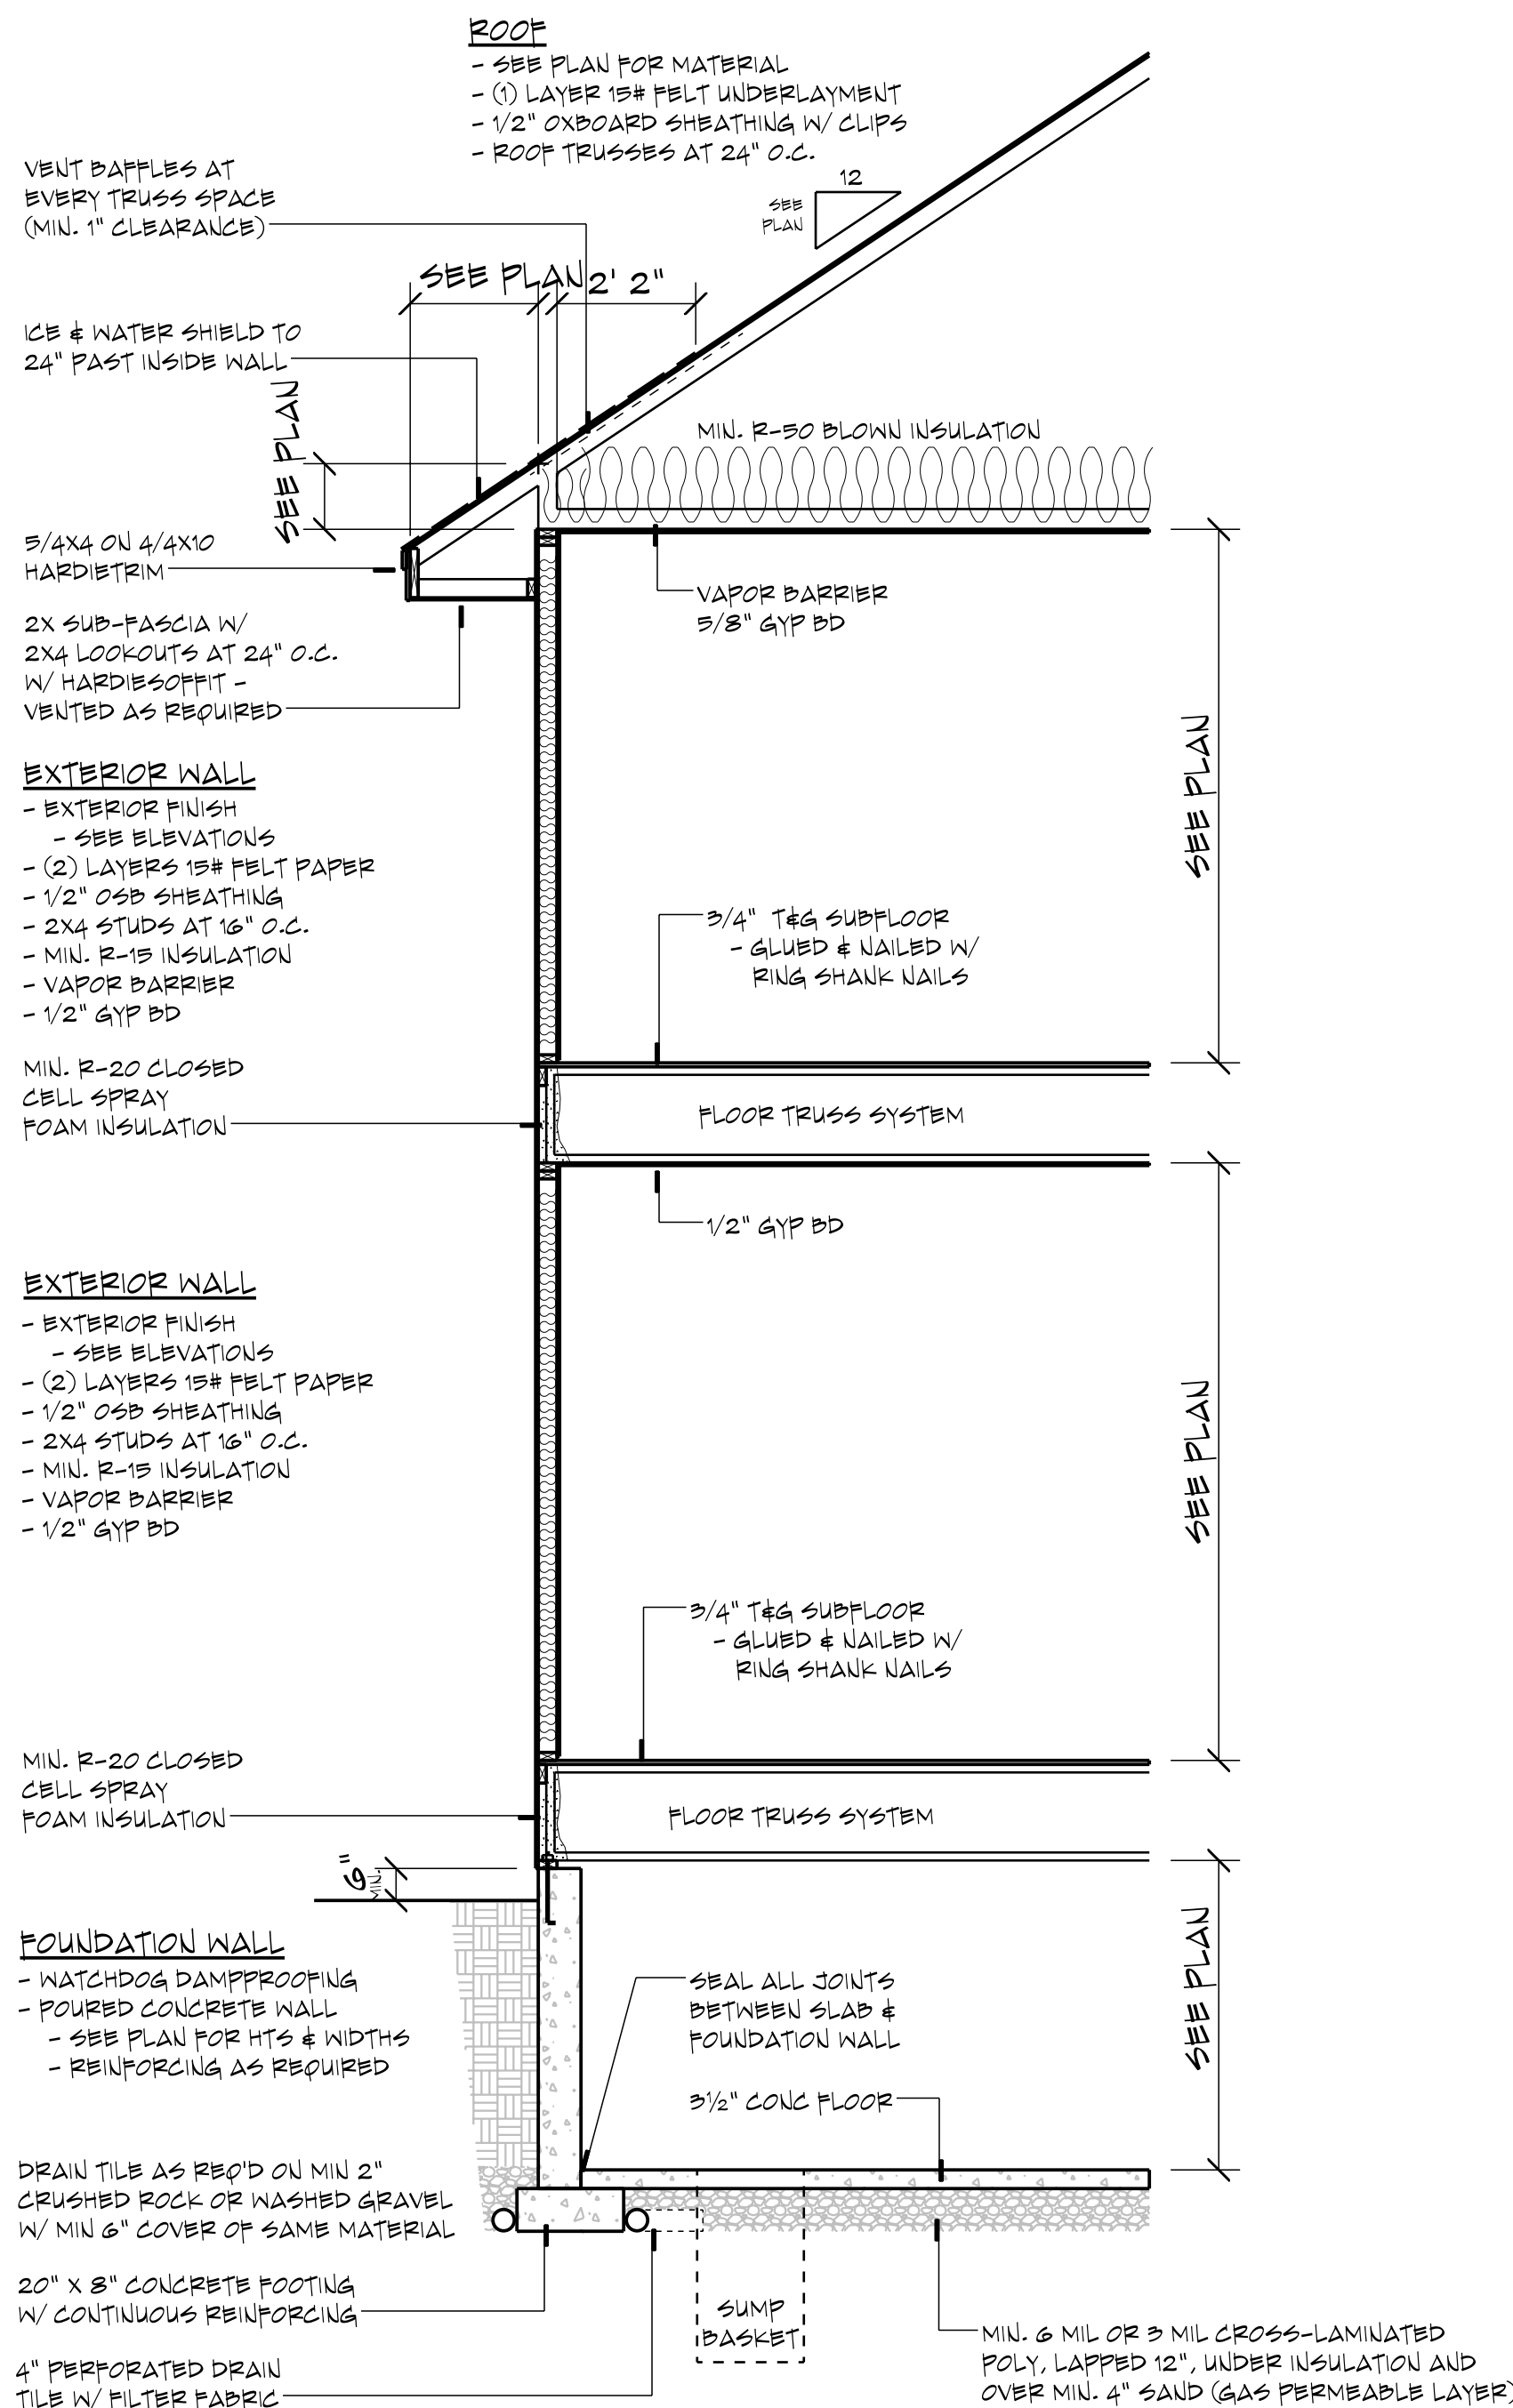 ROOF
- SEE PLAN FOR MATERIAL
- (1) LAYER 15# FELT UNDERLAYMENT
- 1/2" OXBOARD SHEATHING W/ CLIPS
- ROOF TRUSSES AT 24" O.C.
VENT BAFFLES AT
EVERY TRUSS SPACE
(MIN. 1" CLEARANCE)
12
SEE
PLAN
SEE PLAN
2' 2"
ICE & WATER SHIELD TO
24" PAST INSIDE WALL
SEE PLAN
MIN. R-50 BLOWN INSULATION
5/4X4 ON 4/4X10
HARDIETRIM
VAPOR BARRIER
5/8" GYP BD
2X SUB-FASCIA W/
2X4 LOOKOUTS AT 24" O.C.
W/ HARDIESOFFIT -
VENTED AS REQUIRED
SEE PLAN
EXTERIOR WALL
- EXTERIOR FINISH
- SEE ELEVATIONS
- (2) LAYERS 15# FELT PAPER
- 1/2" OSB SHEATHING
- 2X4 STUDS AT 16" O.C.
- MIN. R-15 INSULATION
- VAPOR BARRIER
- 1/2" GYP BD
3/4" T&G SUBFLOOR
- GLUED & NAILED W/
RING SHANK NAILS
MIN. R-20 CLOSED
CELL SPRAY
FOAM INSULATION
FLOOR TRUSS SYSTEM
1/2" GYP BD
EXTERIOR WALL
- EXTERIOR FINISH
- SEE ELEVATIONS
- (2) LAYERS 15# FELT PAPER
- 1/2" OSB SHEATHING
- 2X4 STUDS AT 16" O.C.
- MIN. R-15 INSULATION
- VAPOR BARRIER
- 1/2" GYP BD
SEE PLAN
3/4" T&G SUBFLOOR
- GLUED & NAILED W/
RING SHANK NAILS
MIN. R-20 CLOSED
CELL SPRAY
FOAM INSULATION
FLOOR TRUSS SYSTEM
6"
MIN.
FOUNDATION WALL
- WATCHDOG DAMPPROOFING
- POURED CONCRETE WALL
- SEE PLAN FOR HTS & WIDTHS
- REINFORCING AS REQUIRED
SEE PLAN
SEAL ALL JOINTS
BETWEEN SLAB &
FOUNDATION WALL
3½" CONC FLOOR
DRAIN TILE AS REQ'D ON MIN 2"
CRUSHED ROCK OR WASHED GRAVEL
W/ MIN 6" COVER OF SAME MATERIAL
20" X 8" CONCRETE FOOTING
W/ CONTINUOUS REINFORCING
SUMP
BASKET
4" PERFORATED DRAIN
TILE W/ FILTER FABRIC
MIN. 6 MIL OR 3 MIL CROSS-LAMINATED
POLY, LAPPED 12", UNDER INSULATION AND
OVER MIN. 4" SAND (GAS PERMEABLE LAYER)